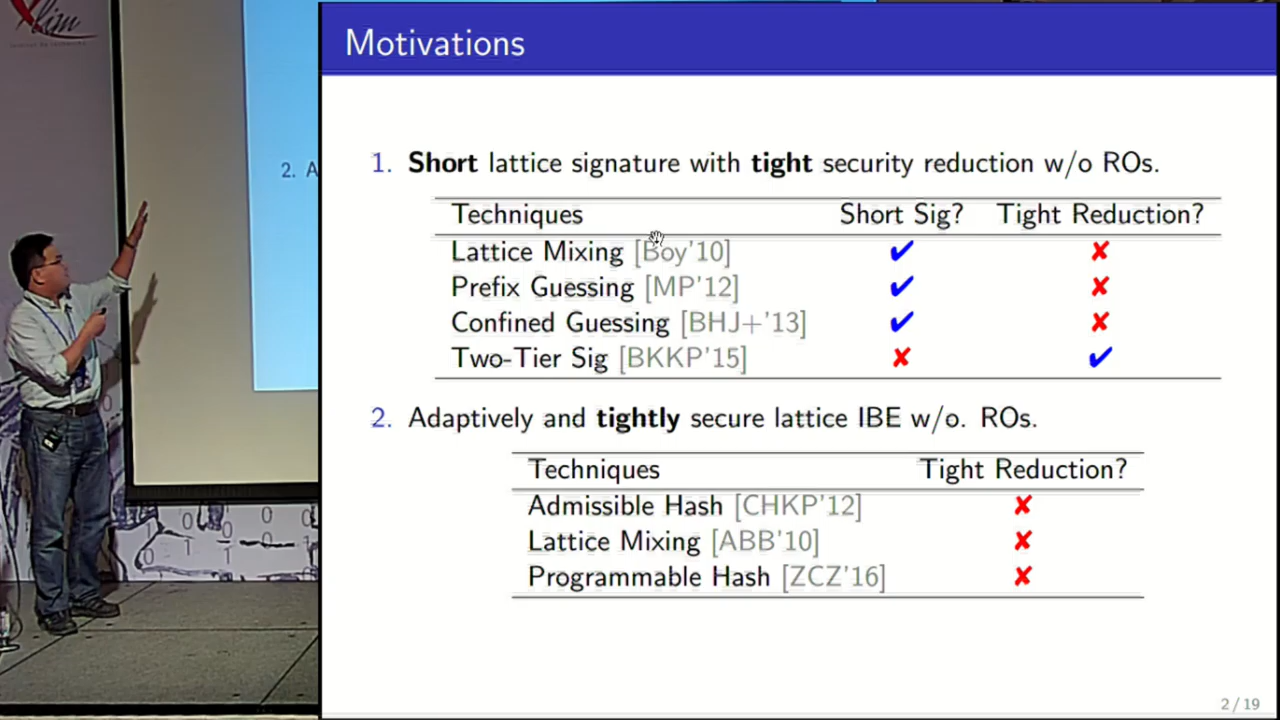 lim
2. A
Motivations
1. Short lattice signature with tight security reduction w/o ROs.
Techniques Short Sig? Tight Reduction?
Lattice Mixing [Boy'10] ✔ ✘
Prefix Guessing [MP'12] ✔ ✘
Confined Guessing [BHJ+'13] ✔ ✘
Two-Tier Sig [BKKP'15] ✘ ✔
2. Adaptively and tightly secure lattice IBE w/o. ROs.
Techniques Tight Reduction?
Admissible Hash [CHKP'12] ✘
Lattice Mixing [ABB'10] ✘
Programmable Hash [ZCZ'16] ✘
2 / 19